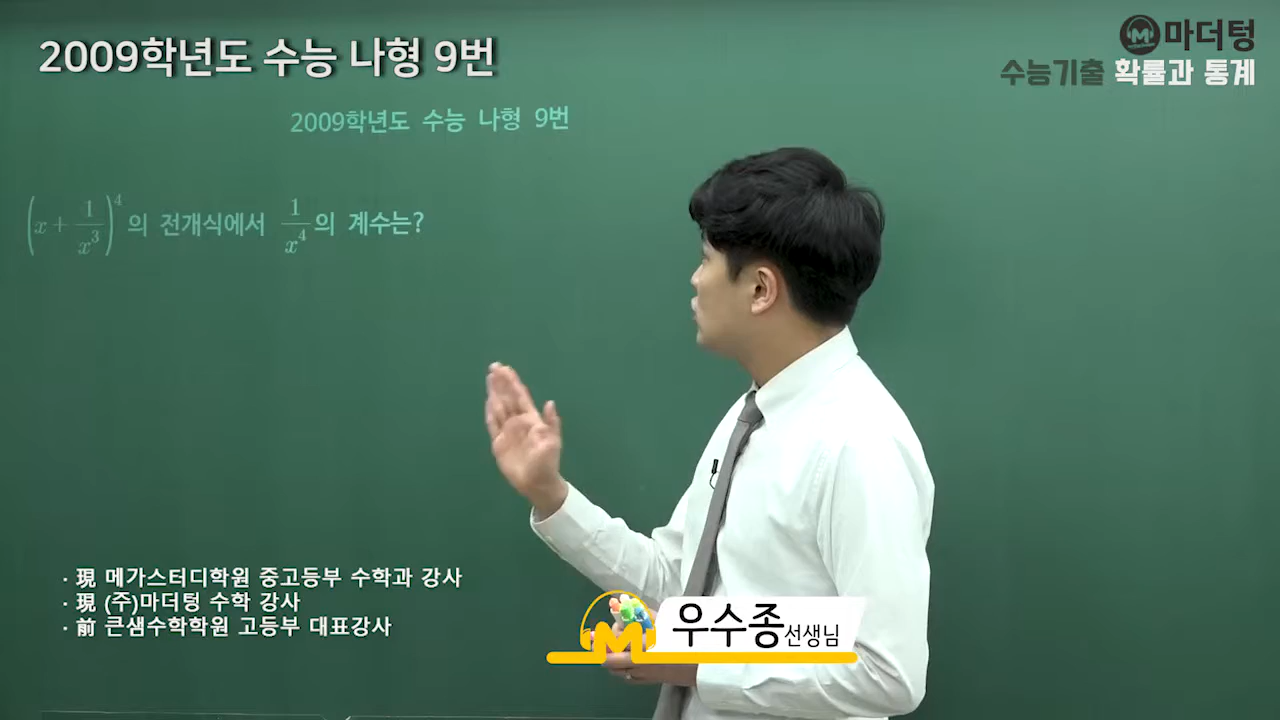 2009학년도 수능 나형 9번
마더텅
수능기출 확률과 통계
2009학년도 수능 나형 9번
(x + 1/x³)⁴의 전개식에서 1/x⁴의 계수는?
· 現 메가스터디학원 중고등부 수학과 강사
· 現 (주)마더텅 수학 강사
· 前 큰샘수학학원 고등부 대표강사
M 우수종선생님